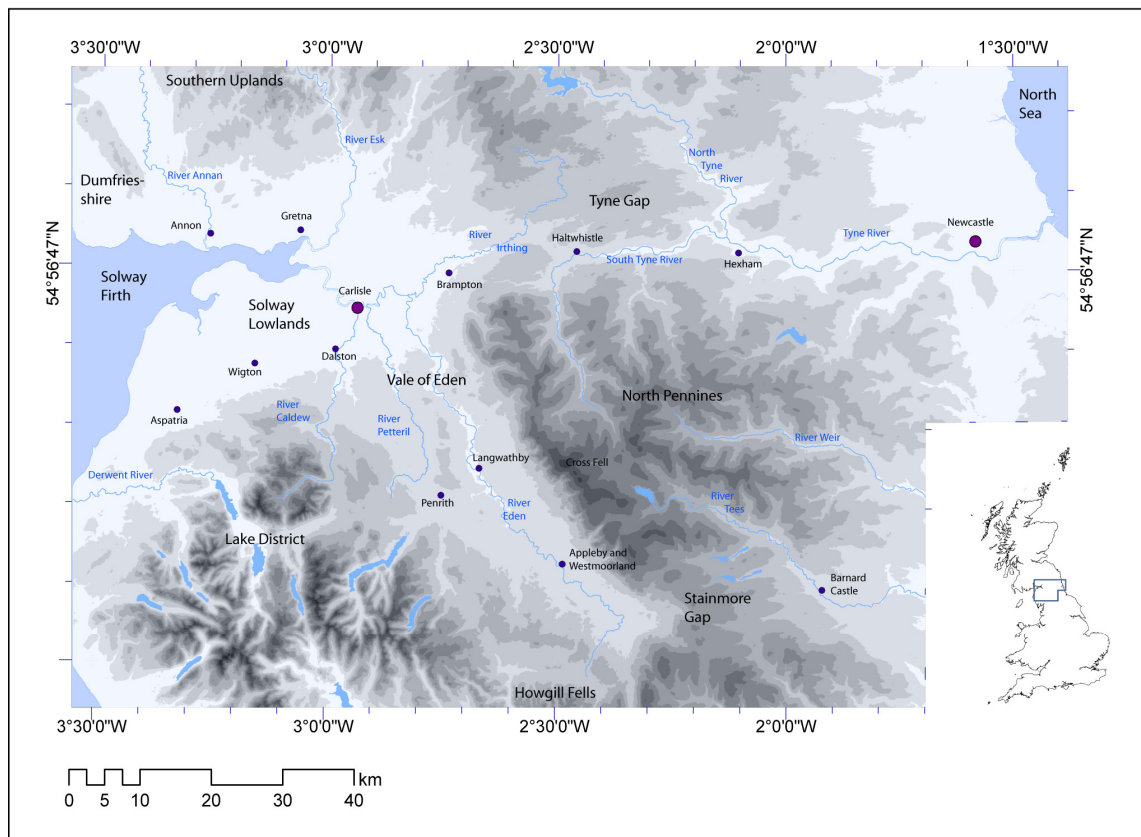 3°30'0"W
3°0'0"W
2°30'0"W
2°0'0"W
1°30'0"W
Southern Uplands
North
Sea
River Esk
North
Tyne
River
River Annan
Dumfries-
shire
Tyne Gap
Annon
Gretna
Newcastle
River
Irthing
Haltwhistle
Tyne River
South Tyne River
Hexham
54°56'47"N
54°56'47"N
Solway
Firth
Brampton
Carlisle
Solway
Lowlands
Dalston
Wigton
Vale of Eden
North Pennines
Aspatria
River
Caldew
River
Petteril
River Weir
Langwathby
Cross Fell
Derwent River
Penrith
River
Eden
River
Tees
Lake District
Appleby and
Westmoorland
Barnard
Castle
Stainmore
Gap
Howgill Fells
3°30'0"W
3°0'0"W
2°30'0"W
2°0'0"W
km
0 5 10 20 30 40